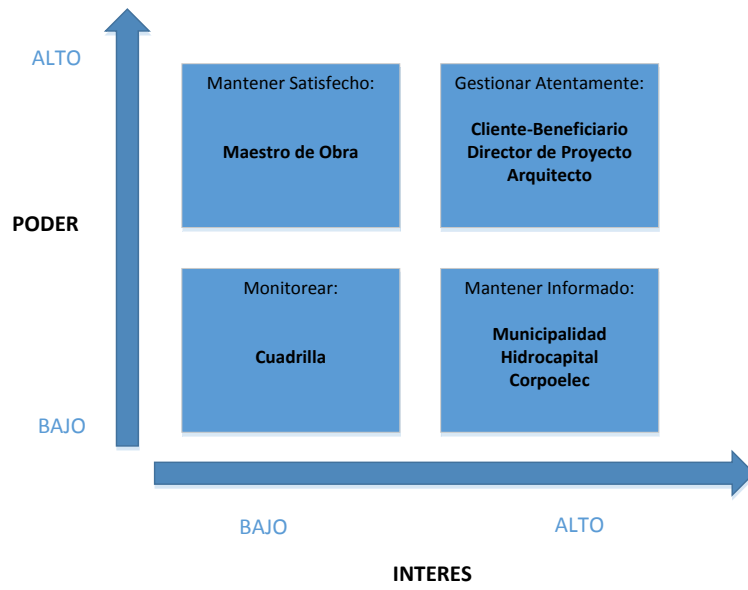 ALTO
Mantener Satisfecho:
Maestro de Obra
Gestionar Atentamente:
Cliente-Beneficiario
Director de Proyecto
Arquitecto
PODER
Monitorear:
Cuadrilla
Mantener Informado:
Municipalidad
Hidrocapital
Corpoelec
BAJO
BAJO
ALTO
INTERES